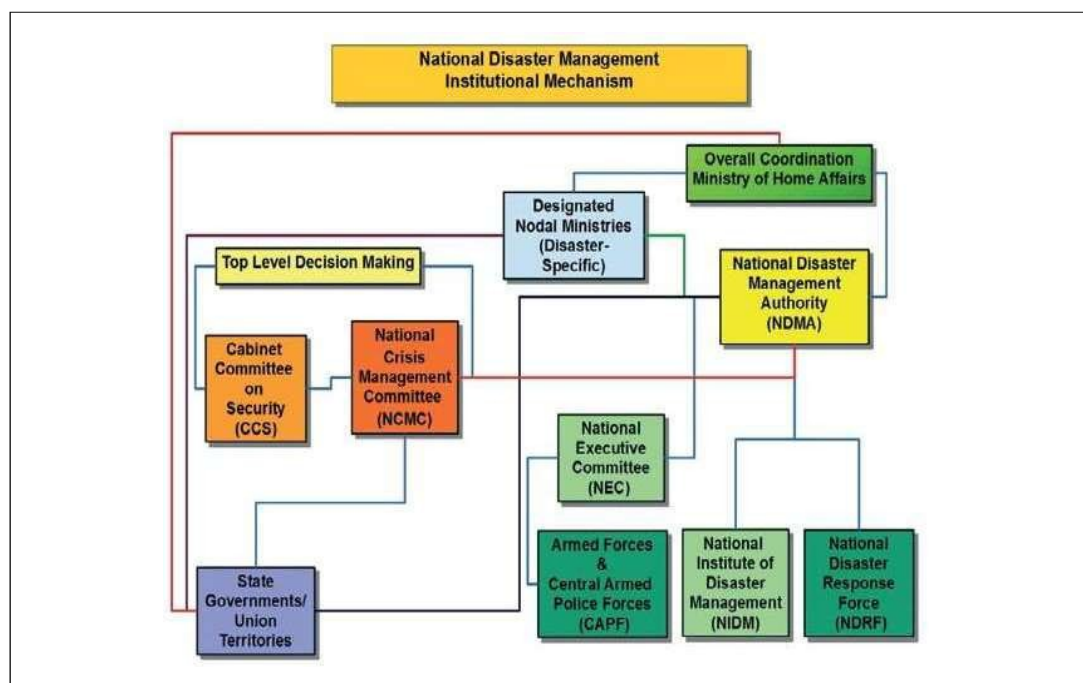 National Disaster Management
Institutional Mechanism
Overall Coordination
Ministry of Home Affairs
Designated
Nodal Ministries
(Disaster-
Specific)
Top Level Decision Making
National Disaster
Management
Authority
(NDMA)
Cabinet
Committee
on
Security
(CCS)
National
Crisis
Management
Committee
(NCMC)
National
Executive
Committee
(NEC)
State
Governments/
Union
Territories
Armed Forces
&
Central Armed
Police Forces
(CAPF)
National
Institute of
Disaster
Management
(NIDM)
National
Disaster
Response
Force
(NDRF)